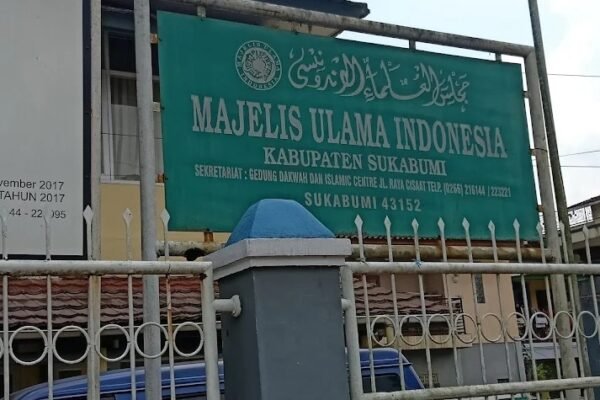 مجلس العلماء الإندونيسي
MAJELIS ULAMA INDONESIA
KABUPATEN SUKABUMI
SEKRETARIAT : GEDUNG DAKWAH DAN ISLAMIC CENTRE JL. RAYA CISAAT TELP. (0266) 216144 | 223221
SUKABUMI 43152
vember 2017
TAHUN 2017